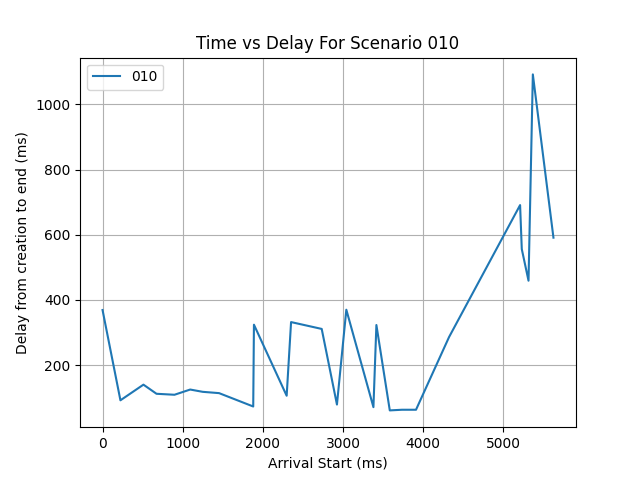 Time vs Delay For Scenario 010
010
Delay from creation to end (ms)
1000
800
600
400
200
0 1000 2000 3000 4000 5000
Arrival Start (ms)